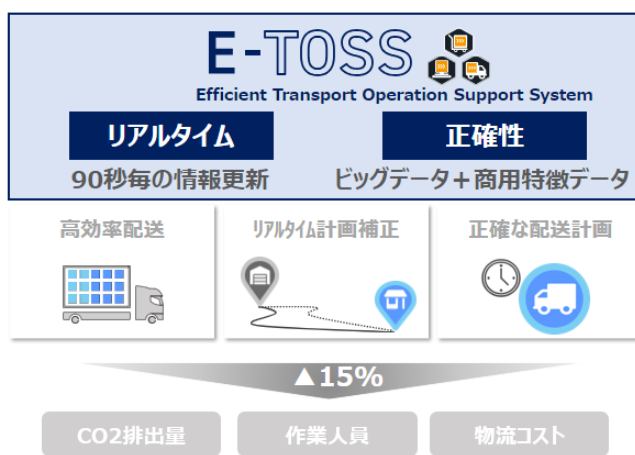 E-TOSS
Efficient Transport Operation Support System
リアルタイム
正確性
90秒毎の情報更新
ビッグデータ+商用特徴データ
高効率配送
ﾘｱﾙﾀｲﾑ計画補正
正確な配送計画
▲15%
CO2排出量
作業人員
物流コスト